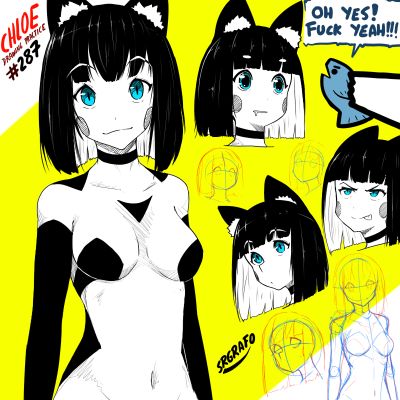 CHLOE
DRAWING PRACTICE
#287
OH YES!
FUCK YEAH!!!
SRGRAFO